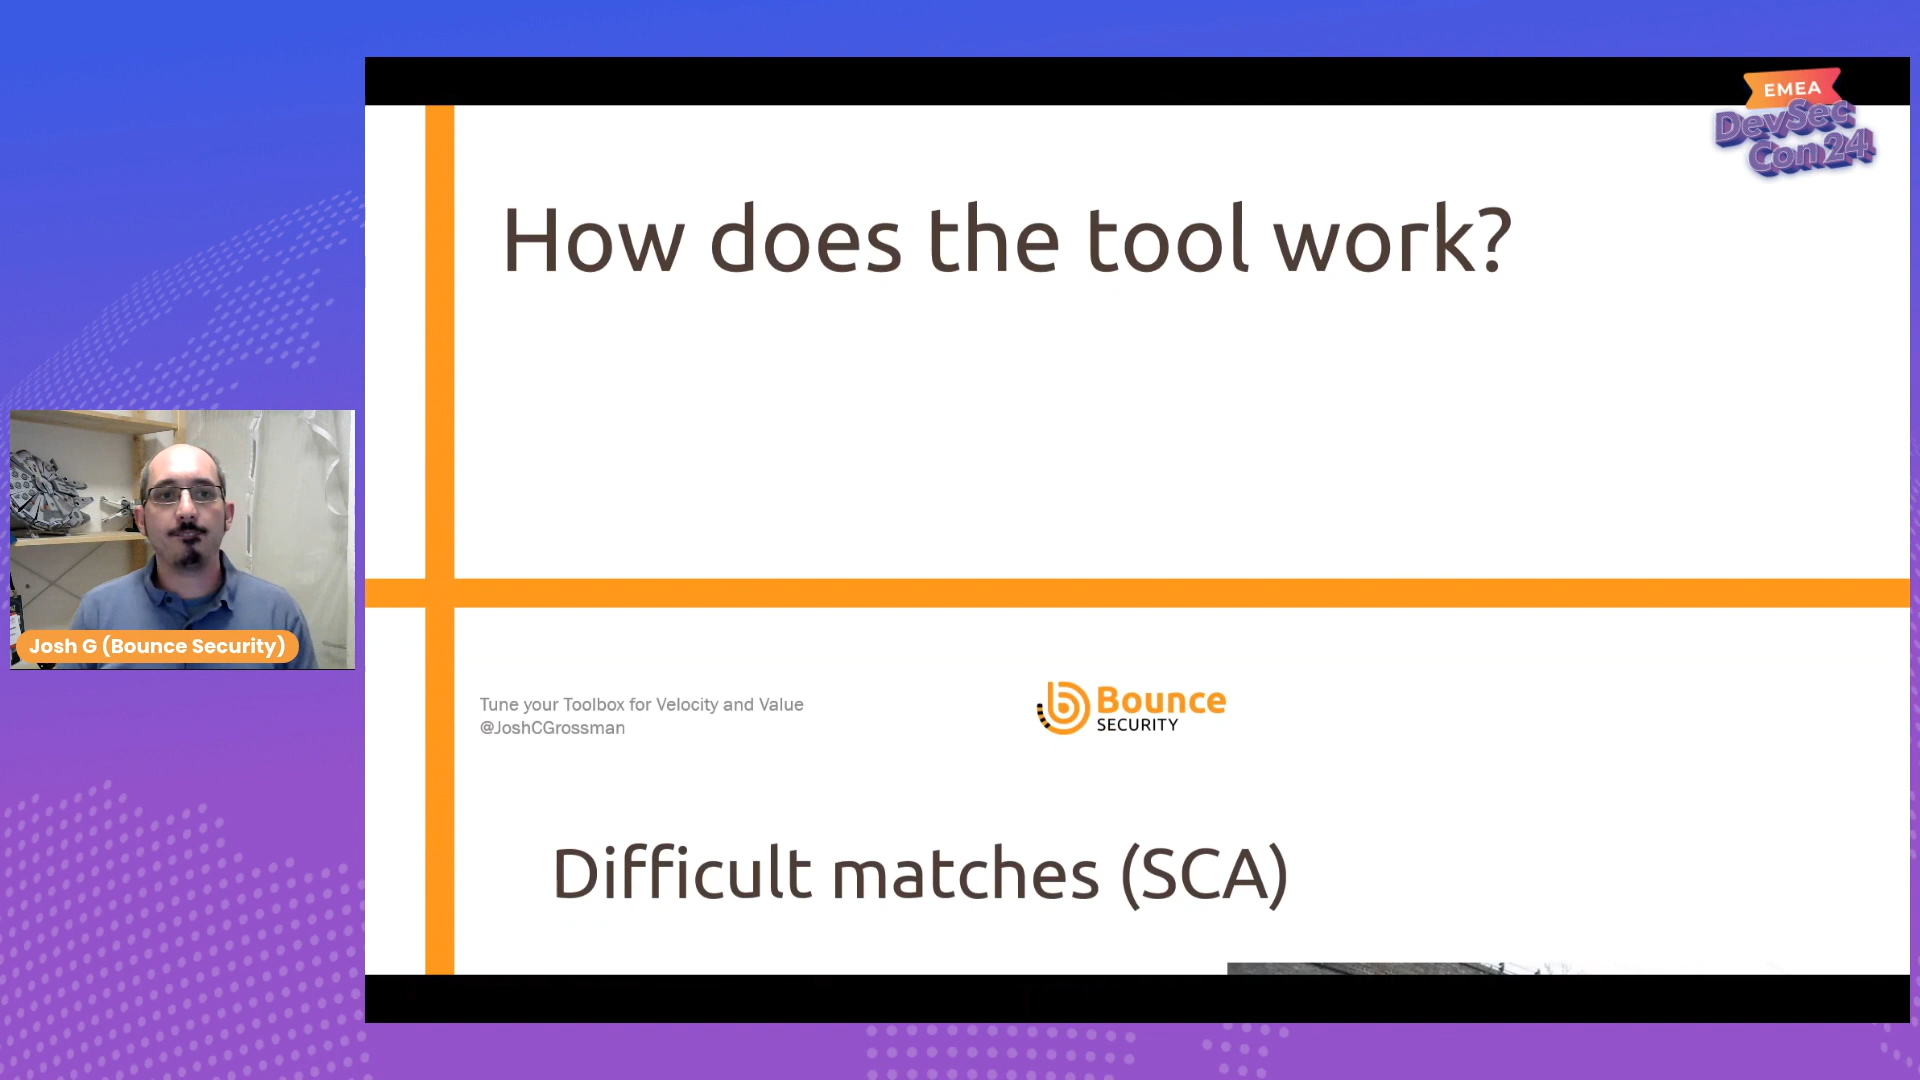 EMEA
DevSec
Con24
How does the tool work?
Josh G (Bounce Security)
Tune your Toolbox for Velocity and Value
@JoshCGrossman
Bounce
SECURITY
Difficult matches (SCA)